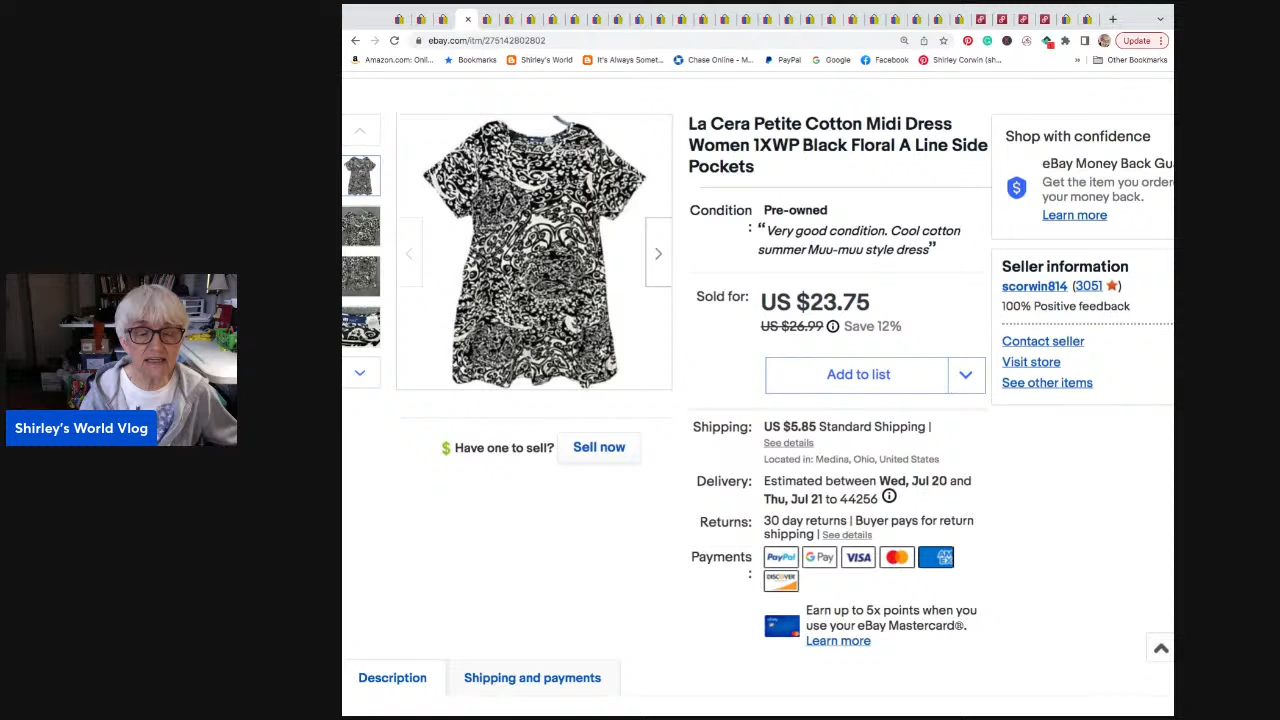 ebay.com/itm/275142802802
Update
Amazon.com: Onli...
Bookmarks
Shirley's World
It's Always Somet...
Chase Online - M...
PayPal
Google
Facebook
Shirley Corwin (sh...
»
Other Bookmarks
La Cera Petite Cotton Midi Dress
Women 1XWP Black Floral A Line Side
Pockets
Condition
:
Pre-owned
“Very good condition. Cool cotton
summer Muu-muu style dress”
Sold for:
US $23.75
US $26.99 Save 12%
Add to list
Shipping:
US $5.85 Standard Shipping |
See details
Located in: Medina, Ohio, United States
Delivery:
Estimated between Wed, Jul 20 and
Thu, Jul 21 to 44256
Returns:
30 day returns | Buyer pays for return
shipping | See details
Payments
:
PayPal
G Pay
VISA
AM
EX
DISCOVER
Earn up to 5x points when you
use your eBay Mastercard®.
Learn more
Have one to sell? Sell now
Shop with confidence
eBay Money Back Gu
Get the item you order
your money back.
Learn more
Seller information
scorwin814 (3051 )
100% Positive feedback
Contact seller
Visit store
See other items
Description
Shipping and payments
Shirley's World Vlog